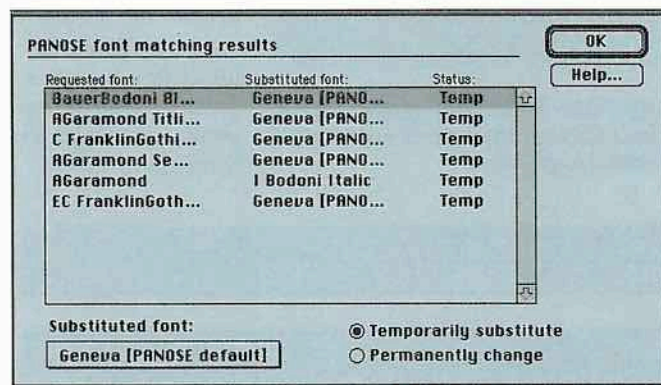 PANOSE font matching results
OK
Help...
Requested font: Substituted font: Status:
BauerBodoni Bl... Geneva [PANO... Temp
AGaramond Titli... Geneva [PANO... Temp
C FranklinGothi... Geneva [PANO... Temp
AGaramond Se... Geneva [PANO... Temp
AGaramond I Bodoni Italic Temp
EC FranklinGoth... Geneva [PANO... Temp
Substituted font:
Geneva [PANOSE default]
Temporarily substitute
Permanently change